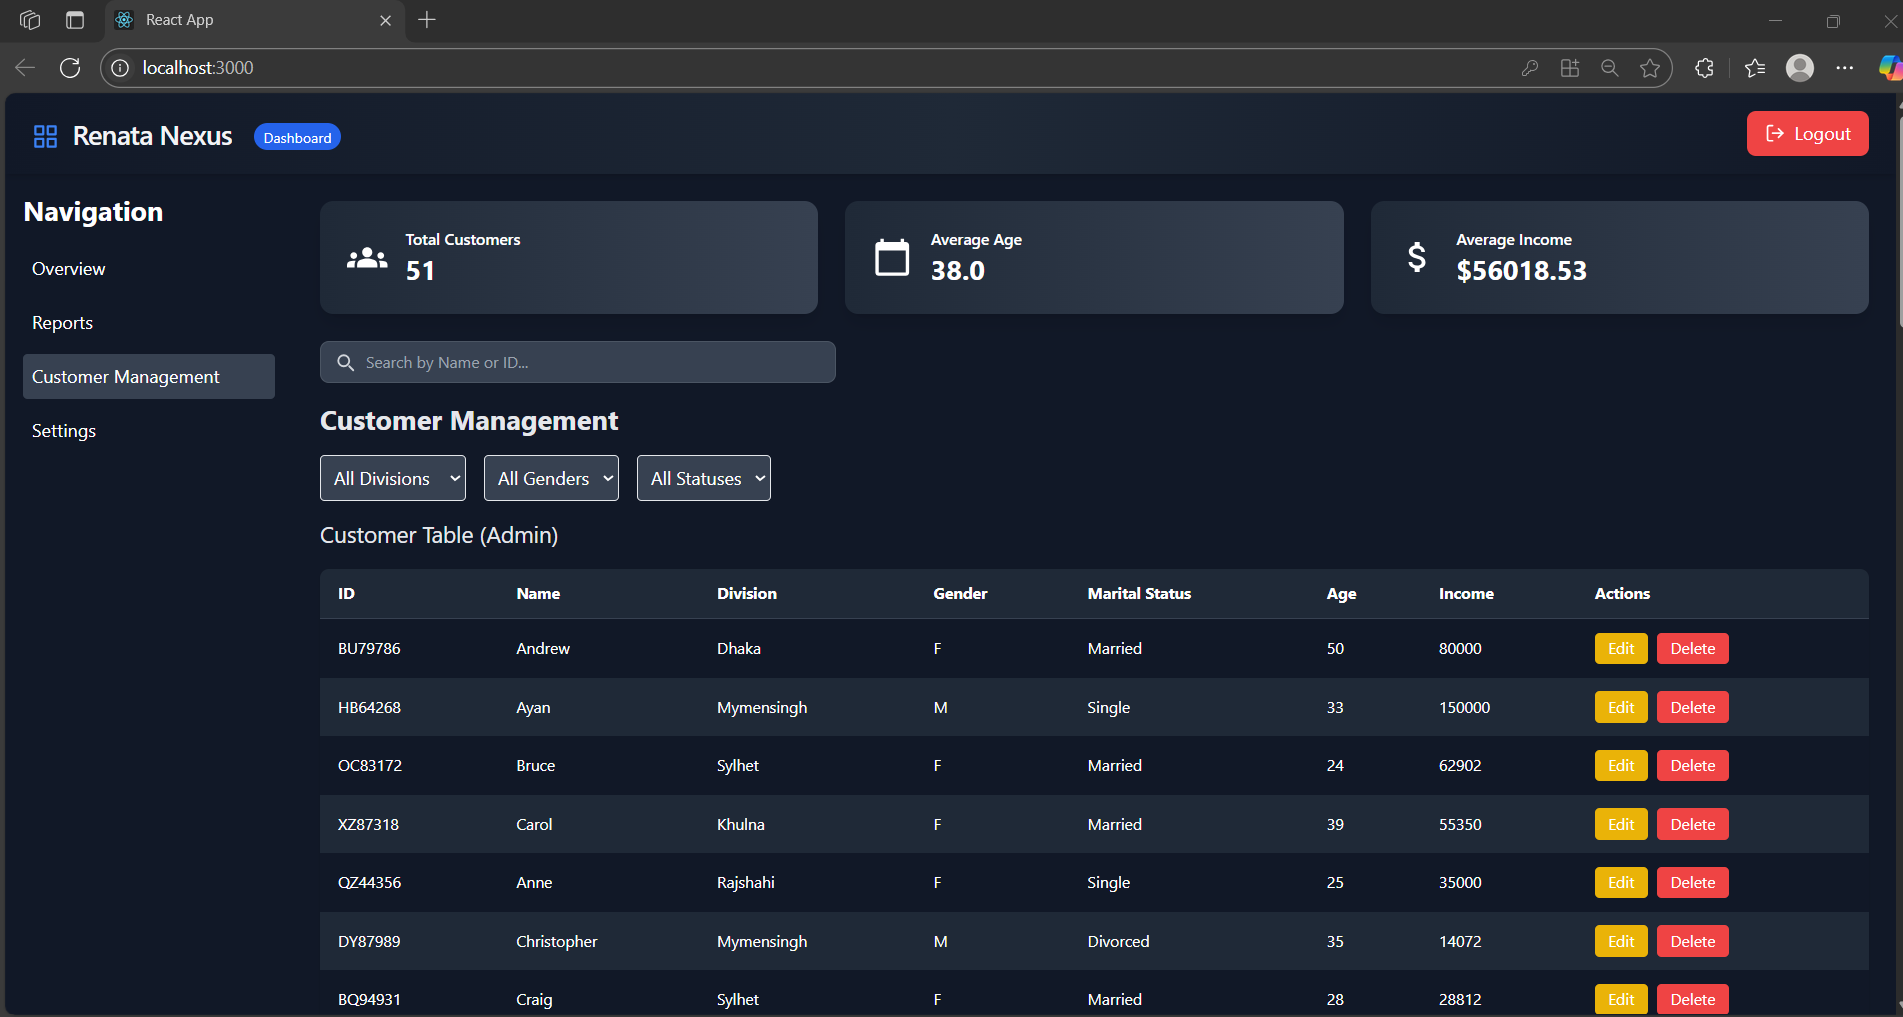 React App
localhost:3000
Renata Nexus Dashboard Logout
Navigation
Overview
Reports
Customer Management
Settings
Total Customers
51
Average Age
38.0
Average Income
$56018.53
Search by Name or ID...
Customer Management
All Divisions All Genders All Statuses
Customer Table (Admin)
ID Name Division Gender Marital Status Age Income Actions
BU79786 Andrew Dhaka F Married 50 80000 Edit Delete
HB64268 Ayan Mymensingh M Single 33 150000 Edit Delete
OC83172 Bruce Sylhet F Married 24 62902 Edit Delete
XZ87318 Carol Khulna F Married 39 55350 Edit Delete
QZ44356 Anne Rajshahi F Single 25 35000 Edit Delete
DY87989 Christopher Mymensingh M Divorced 35 14072 Edit Delete
BQ94931 Craig Sylhet F Married 28 28812 Edit Delete